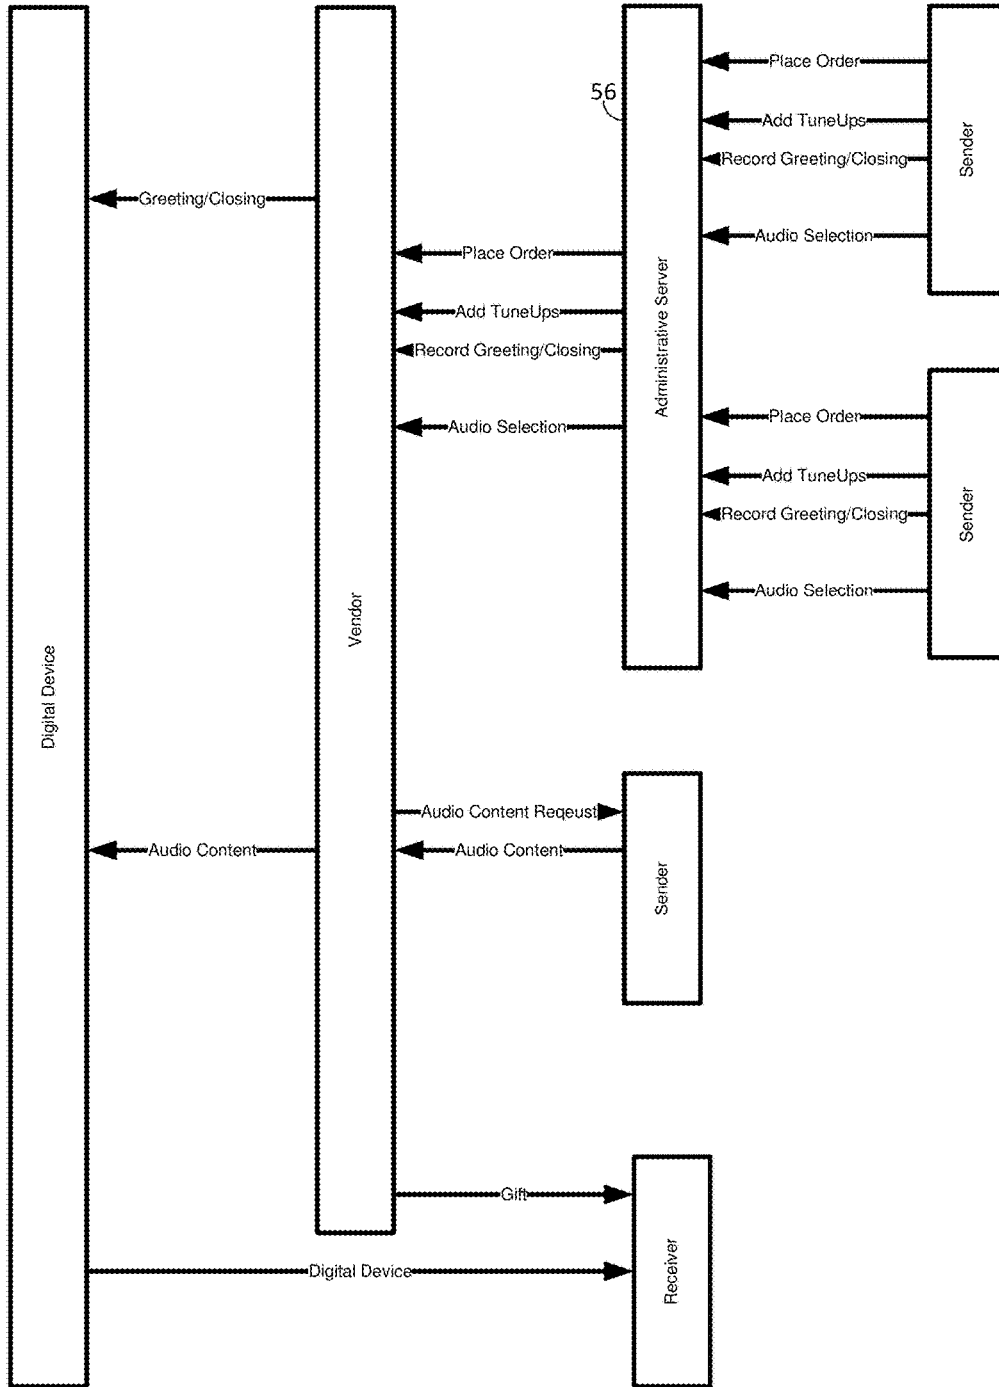 Place Order
56
Add TuneUps
Record Greeting/Closing
Sender
Greeting/Closing
Audio Selection
Place Order
Add TuneUps
Administrative Server
Record Greeting/Closing
Place Order
Audio Selection
Add TuneUps
Record Greeting/Closing
Sender
Audio Selection
Vendor
Digital Device
Audio Content Reqeust
Audio Content
Audio Content
Sender
Gift
Digital Device
Receiver